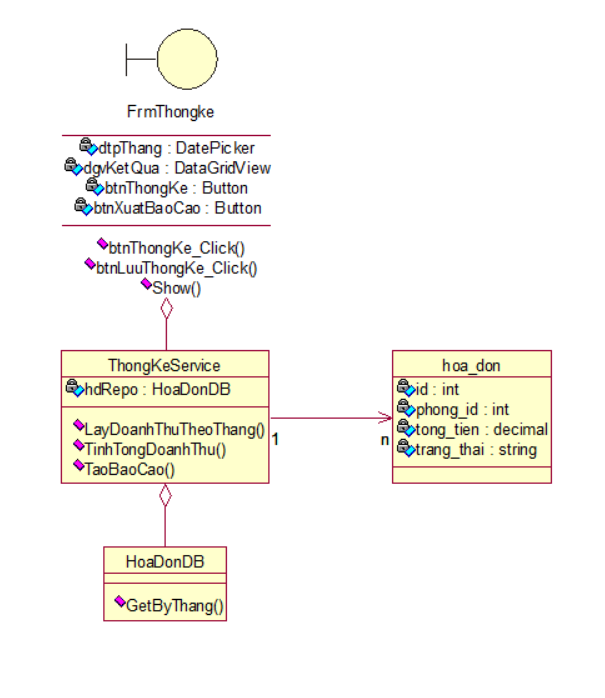 FrmThongke
dtpThang : DatePicker
dgvKetQua : DataGridView
btnThongKe : Button
btnXuatBaoCao : Button
btnThongKe_Click()
btnLuuThongKe_Click()
Show()
ThongKeService
hdRepo : HoaDonDB
LayDoanhThuTheoThang()
TinhTongDoanhThu()
TaoBaoCao()
1
n
hoa_don
id : int
phong_id : int
tong_tien : decimal
trang_thai : string
HoaDonDB
GetByThang()